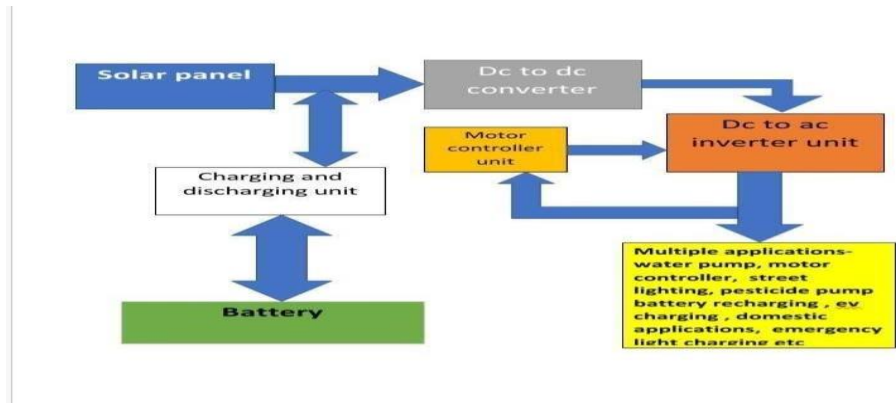 Solar panel
Dc to dc
converter
Dc to ac
inverter unit
Motor
controller
unit
Charging and
discharging unit
Battery
Multiple applications-
water pump, motor
controller, street
lighting, pesticide pump
battery recharging , ev
charging , domestic
applications, emergency
light charging etc